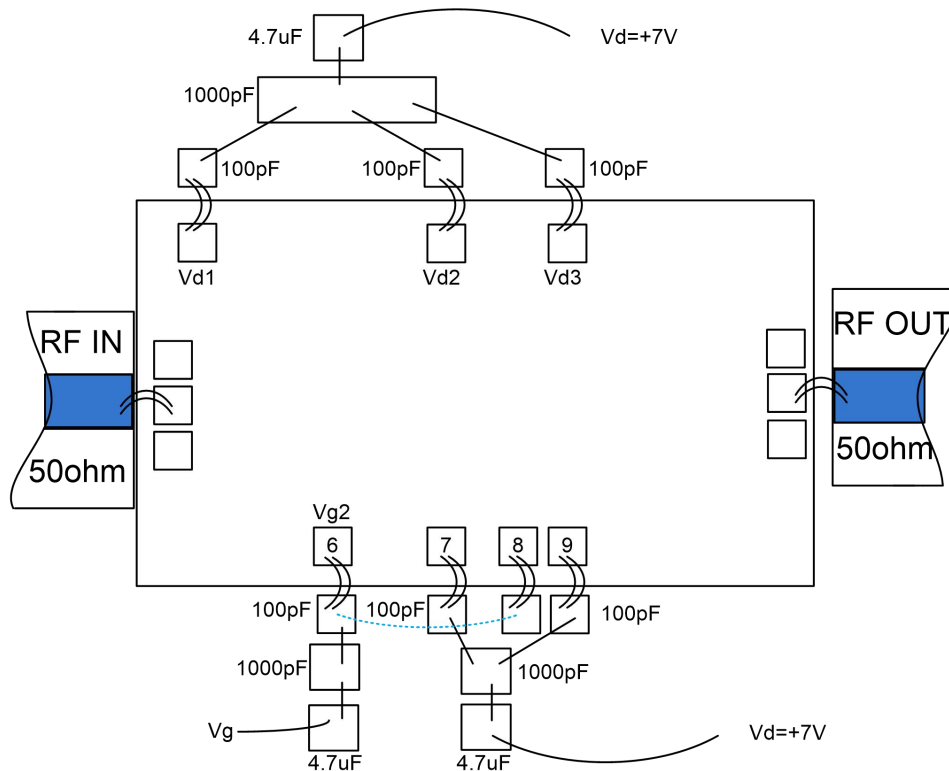 4.7uF
Vd=+7V
1000pF
100pF
100pF
100pF
Vd1
Vd2
Vd3
RF IN
RF OUT
50ohm
50ohm
Vg2
6
7
8
9
100pF
100pF
100pF
1000pF
1000pF
Vg
Vd=+7V
4.7uF
4.7uF